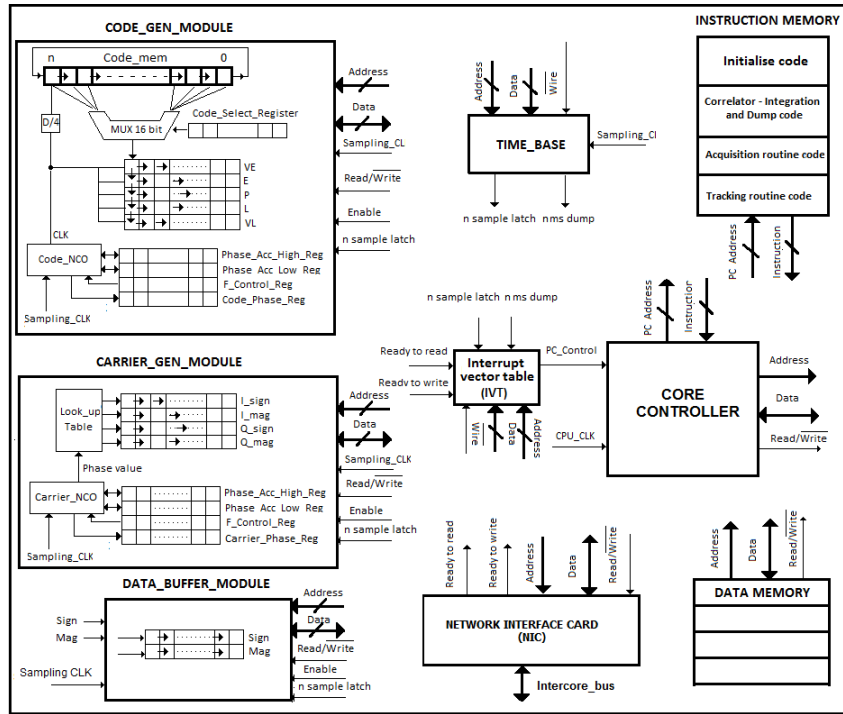 CODE_GEN_MODULE
n Code_mem 0
D/4
MUX 16 bit
Code_Select_Register
VE
E
P
L
VL
CLK
Code_NCO
Phase_Acc_High_Reg
Phase Acc Low Reg
F_Control_Reg
Code_Phase_Reg
Sampling_CLK
Address
Data
Sampling_CL
Read/Write
Enable
n sample latch
CARRIER_GEN_MODULE
Look_up
Table
I_sign
I_mag
Q_sign
Q_mag
Phase value
Carrier_NCO
Phase_Acc_High_Reg
Phase Acc Low Reg
F_Control_Reg
Carrier_Phase_Reg
Sampling_CLK
Address
Data
Sampling_CLK
Read/Write
Enable
n sample latch
DATA_BUFFER_MODULE
Sign
Mag
Sign
Mag
Sampling CLK
Address
Data
Read/Write
Enable
n sample latch
Address
Data
Wire
TIME_BASE
Sampling_Cl
n sample latch
n ms dump
INSTRUCTION MEMORY
Initialise code
Correlator - Integration
and Dump code
Acquisition routine code
Tracking routine code
PC Address
Instruction
n sample latch
n ms dump
Ready to read
Ready to write
Interrupt
vector table
(IVT)
PC_Control
Wire
Data
Address
CPU_CLK
PC Address
Instruction
CORE
CONTROLLER
Address
Data
Read/Write
Ready to read
Ready to write
Address
Data
Read/Write
NETWORK INTERFACE CARD
(NIC)
Intercore_bus
Address
Data
Read/Write
DATA MEMORY